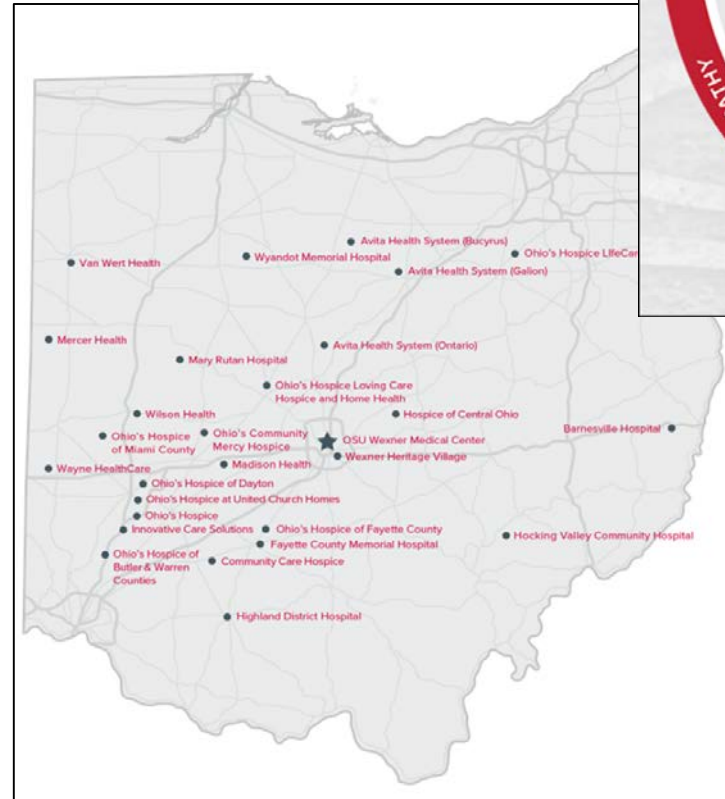 ATHY
Avita Health System (Bucyrus)
Wyandot Memorial Hospital
Ohio's Hospice LifeCar
Van Wert Health
Avita Health System (Galion)
Mercer Health
Avita Health System (Ontario)
Mary Rutan Hospital
Ohio's Hospice Loving Care
Hospice and Home Health
Wilson Health
Hospice of Central Ohio
Ohio's Hospice
of Miami County
Ohio's Community
Mercy Hospice
OSU Wexner Medical Center
Barnesville Hospital
Wexner Heritage Village
Wayne HealthCare
Madison Health
Ohio's Hospice of Dayton
Ohio's Hospice at United Church Homes
Ohio's Hospice
Innovative Care Solutions
Ohio's Hospice of Fayette County
Hocking Valley Community Hospital
Fayette County Memorial Hospital
Ohio's Hospice of
Butler & Warren
Counties
Community Care Hospice
Highland District Hospital